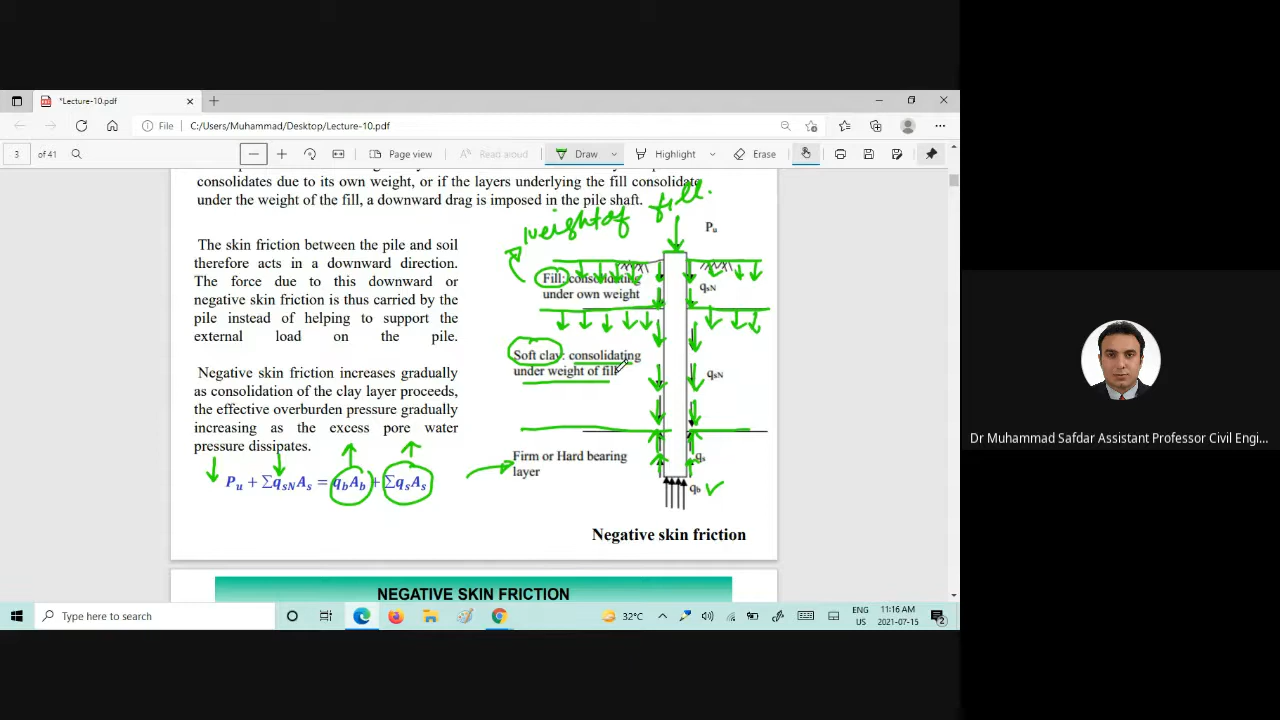 *Lecture-10.pdf
File
C:/Users/Muhammad/Desktop/Lecture-10.pdf
3 of 41
Page view
Read aloud
Draw
Highlight
Erase
consolidates due to its own weight, or if the layers underlying the fill consolidate
under the weight of the fill, a downward drag is imposed in the pile shaft.
weight of fill.
Pu
The skin friction between the pile and soil
therefore acts in a downward direction.
The force due to this downward or
negative skin friction is thus carried by the
pile instead of helping to support the
external load on the pile.
Fill: consolidating
under own weight
qsN
Soft clay: consolidating
under weight of fill
qsN
Negative skin friction increases gradually
as consolidation of the clay layer proceeds,
the effective overburden pressure gradually
increasing as the excess pore water
pressure dissipates.
Pu + ΣqsNAs = qbAb + ΣqsAs
Firm or Hard bearing
layer
qs
qb
Negative skin friction
NEGATIVE SKIN FRICTION
Dr Muhammad Safdar Assistant Professor Civil Engi...
Type here to search
32°C
ENG
US
11:16 AM
2021-07-15
2